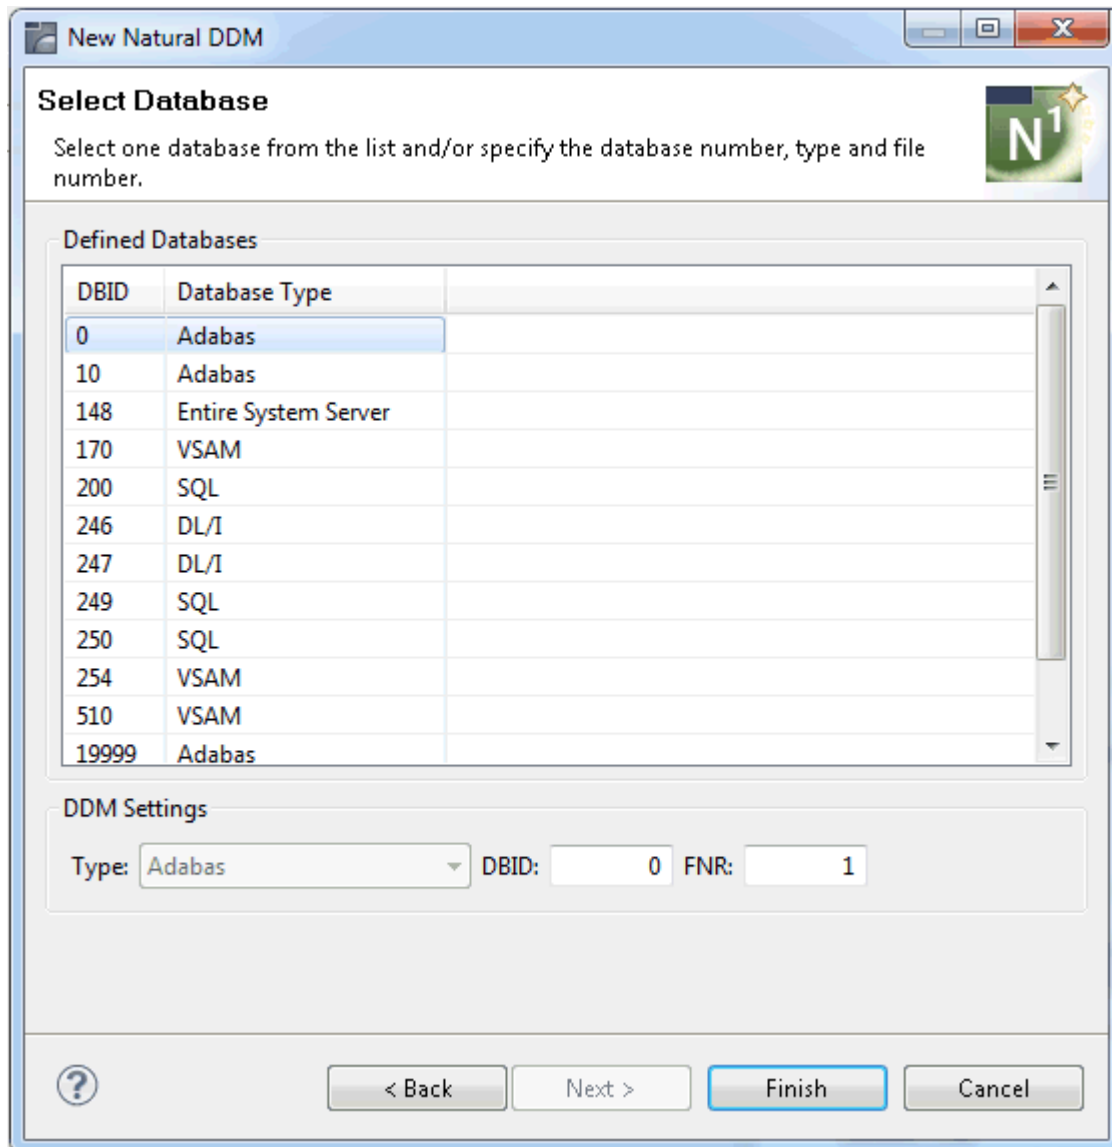 New Natural DDM
Select Database
N1
Select one database from the list and/or specify the database number, type and file
number.
Defined Databases
DBID Database Type
0 Adabas
10 Adabas
148 Entire System Server
170 VSAM
200 SQL
246 DL/I
247 DL/I
249 SQL
250 SQL
254 VSAM
510 VSAM
19999 Adabas
DDM Settings
Type: Adabas DBID: 0 FNR: 1
? < Back Next > Finish Cancel